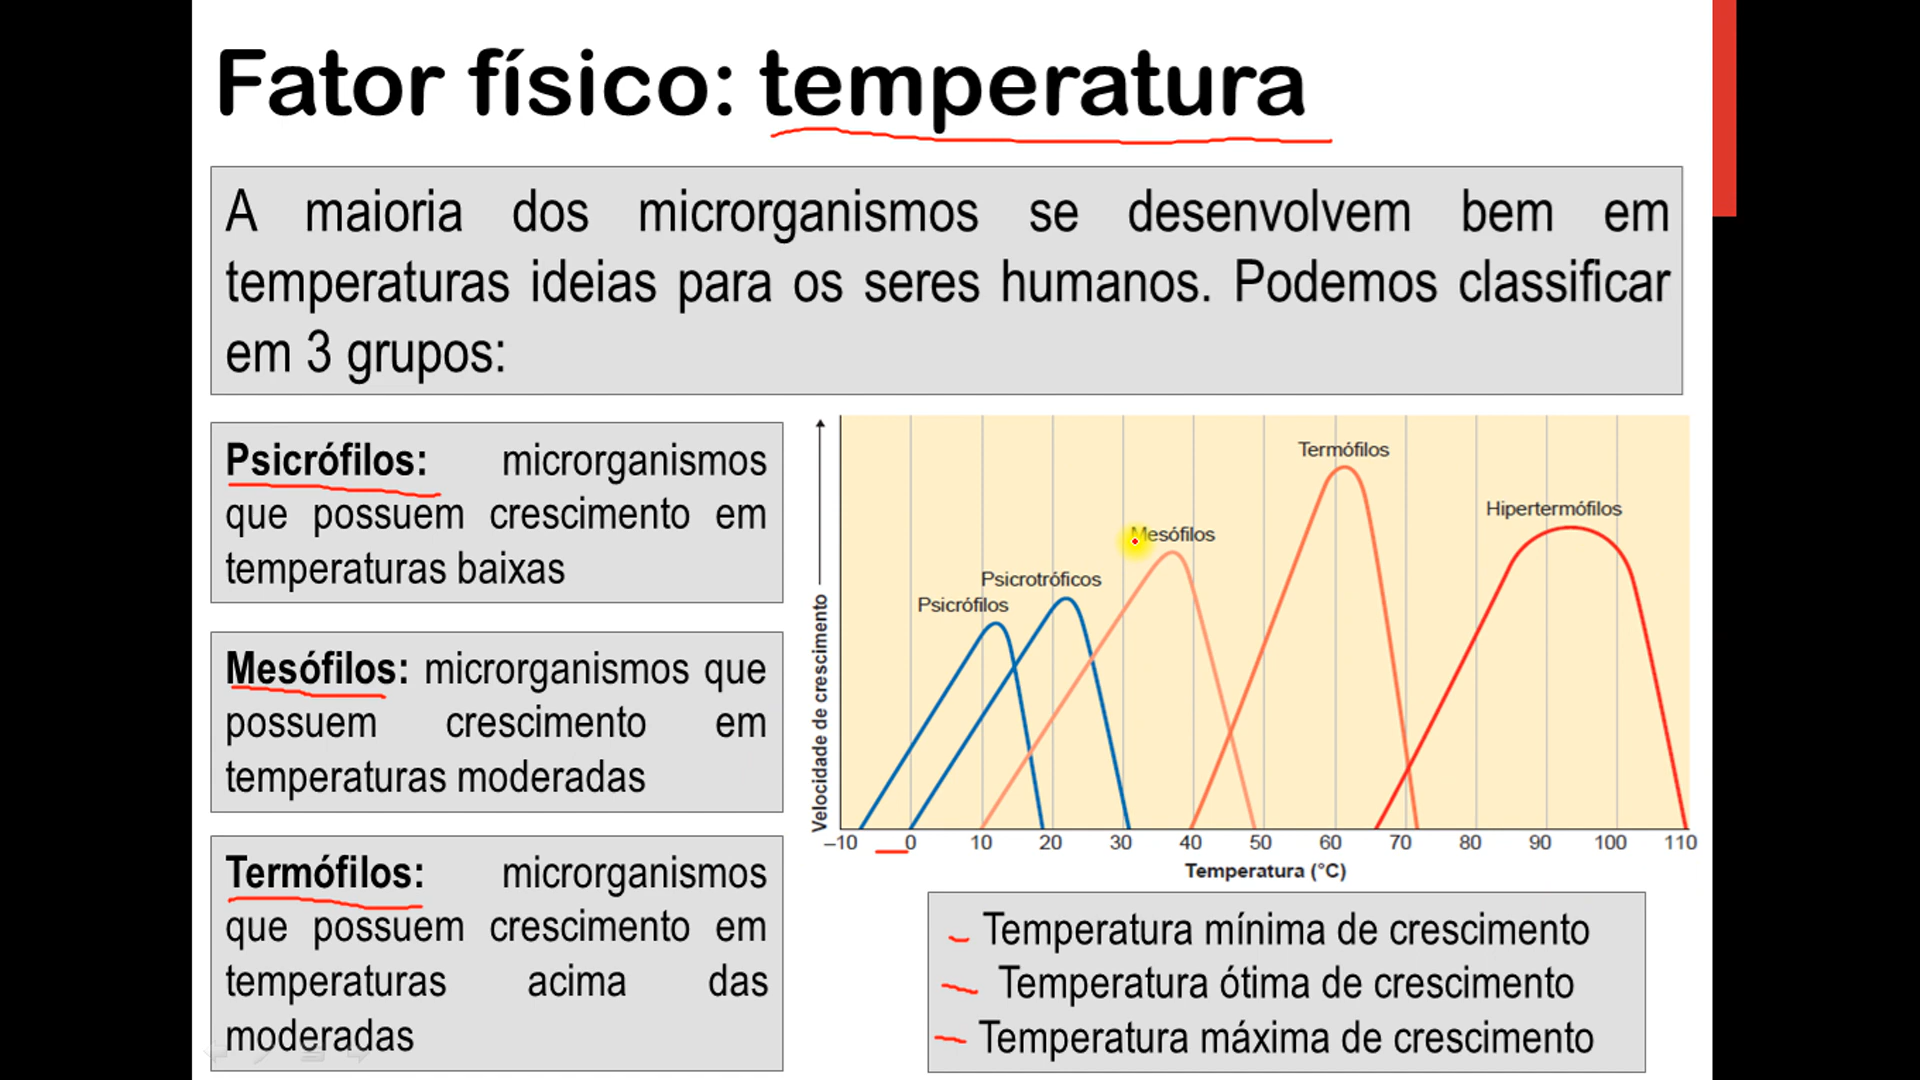 Fator físico: temperatura
A maioria dos microrganismos se desenvolvem bem em
temperaturas ideias para os seres humanos. Podemos classificar
em 3 grupos:
Psicrófilos: microrganismos
que possuem crescimento em
temperaturas baixas
Mesófilos: microrganismos que
possuem crescimento em
temperaturas moderadas
Termófilos: microrganismos
que possuem crescimento em
temperaturas acima das
moderadas
Velocidade de crescimento
Termófilos
Hipertermófilos
Mesófilos
Psicrotróficos
Psicrófilos
–10 0 10 20 30 40 50 60 70 80 90 100 110
Temperatura (°C)
Temperatura mínima de crescimento
Temperatura ótima de crescimento
Temperatura máxima de crescimento